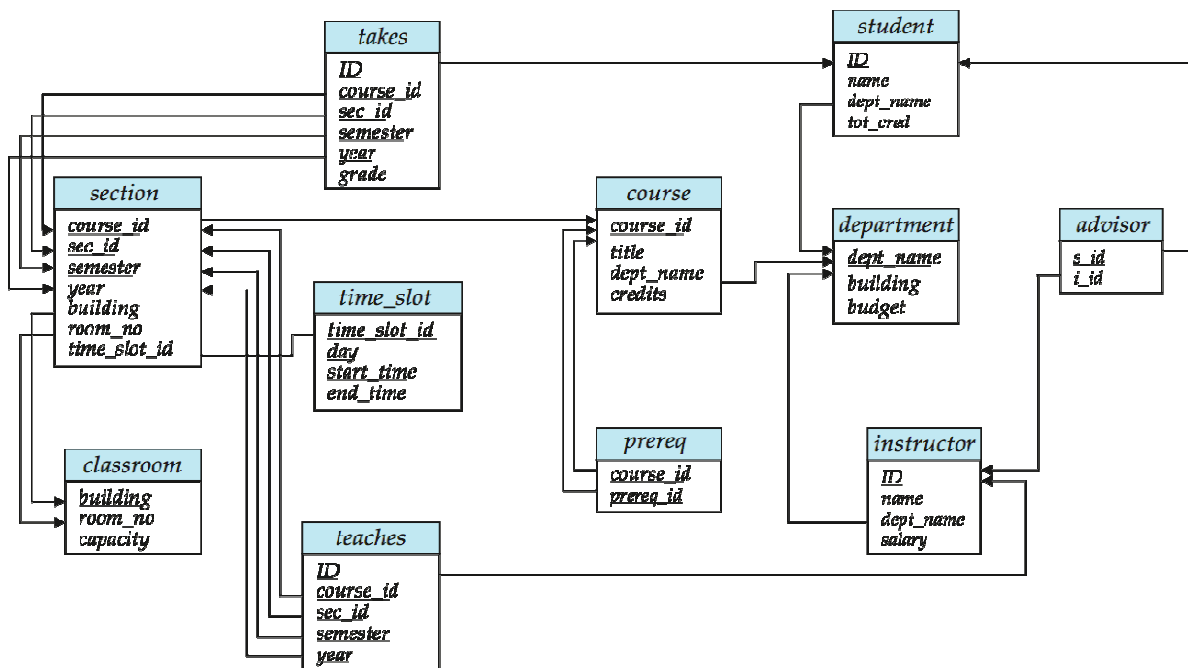 takes
ID
course_id
sec_id
semester
year
grade
student
ID
name
dept_name
tot_cred
section
course_id
sec_id
semester
year
building
room_no
time_slot_id
course
course_id
title
dept_name
credits
department
dept_name
building
budget
advisor
s_id
i_id
time_slot
time_slot_id
day
start_time
end_time
classroom
building
room_no
capacity
prereq
course_id
prereq_id
instructor
ID
name
dept_name
salary
teaches
ID
course_id
sec_id
semester
year